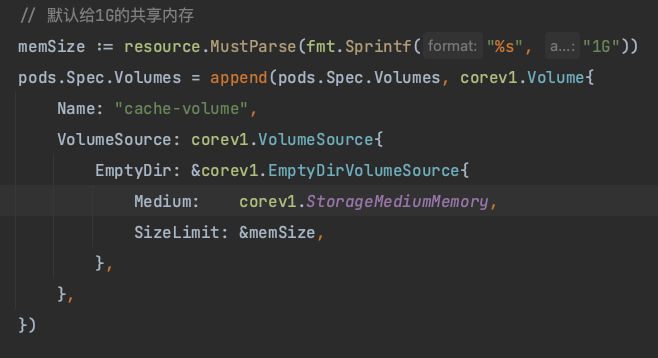 // 默认给1G的共享内存
memSize := resource.MustParse(fmt.Sprintf( format: "%s", a...: "1G"))
pods.Spec.Volumes = append(pods.Spec.Volumes, corev1.Volume{
Name: "cache-volume",
VolumeSource: corev1.VolumeSource{
EmptyDir: &corev1.EmptyDirVolumeSource{
Medium: corev1.StorageMediumMemory,
SizeLimit: &memSize,
},
},
})